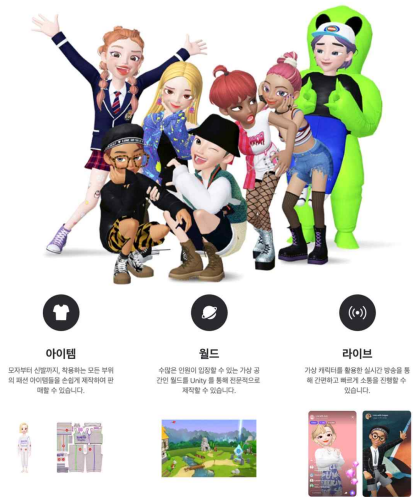 아이템
모자부터 신발까지, 착용하는 모든 부위
의 패션 아이템들을 손쉽게 제작하여 판
매할 수 있습니다.
월드
수많은 인원이 입장할 수 있는 가상 공
간인 월드를 Unity 를 통해 전문적으로
제작할 수 있습니다.
라이브
가상 캐릭터를 활용한 실시간 방송을 통
해 간편하고 빠르게 소통을 진행할 수
있습니다.